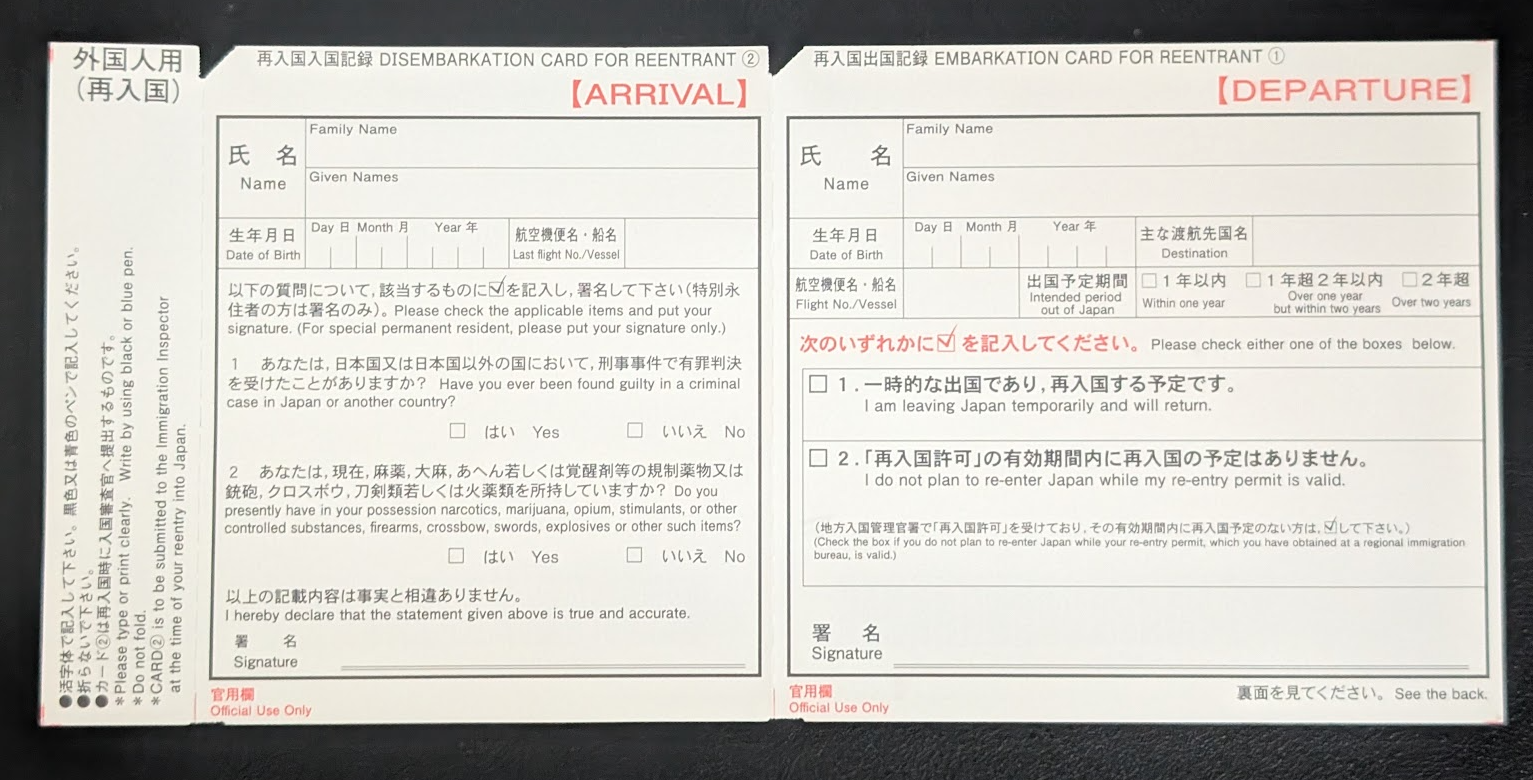 外国人用
(再入国)
●活字体で記入して下さい。黒色又は青色のペンで記入してください。
●折らないで下さい。
●カード②は再入国時に入国審査官へ提出するものです。
*Please type or print clearly. Write by using black or blue pen.
*Do not fold.
*CARD② is to be submitted to the Immigration Inspector
at the time of your reentry into Japan.
再入国入国記録 DISEMBARKATION CARD FOR REENTRANT ②
【ARRIVAL】
氏 名
Name
Family Name
Given Names
生年月日
Date of Birth
Day 日 Month 月 Year 年
航空機便名・船名
Last flight No./Vessel
以下の質問について,該当するものに☑を記入し,署名して下さい(特別永
住者の方は署名のみ)。Please check the applicable items and put your
signature. (For special permanent resident, please put your signature only.)
1 あなたは,日本国又は日本国以外の国において,刑事事件で有罪判決
を受けたことがありますか? Have you ever been found guilty in a criminal
case in Japan or another country?
□ はい Yes □ いいえ No
2 あなたは,現在,麻薬,大麻,あへん若しくは覚醒剤等の規制薬物又は
銃砲,クロスボウ,刀剣類若しくは火薬類を所持していますか? Do you
presently have in your possession narcotics, marijuana, opium, stimulants, or other
controlled substances, firearms, crossbow, swords, explosives or other such items?
□ はい Yes □ いいえ No
以上の記載内容は事実と相違ありません。
I hereby declare that the statement given above is true and accurate.
署 名
Signature
官用欄
Official Use Only
再入国出国記録 EMBARKATION CARD FOR REENTRANT ①
【DEPARTURE】
氏 名
Name
Family Name
Given Names
生年月日
Date of Birth
Day 日 Month 月 Year 年
主な渡航先国名
Destination
航空機便名・船名
Flight No./Vessel
出国予定期間
Intended period
out of Japan
□1年以内
Within one year
□1年超2年以内
Over one year
but within two years
□2年超
Over two years
次のいずれかに☑を記入してください。 Please check either one of the boxes below.
□ 1.一時的な出国であり,再入国する予定です。
I am leaving Japan temporarily and will return.
□ 2.「再入国許可」の有効期間内に再入国の予定はありません。
I do not plan to re-enter Japan while my re-entry permit is valid.
(地方入国管理官署で「再入国許可」を受けており,その有効期間内に再入国予定のない方は,☑して下さい。)
(Check the box if you do not plan to re-enter Japan while your re-entry permit, which you have obtained at a regional immigration
bureau, is valid.)
署 名
Signature
官用欄
Official Use Only
裏面を見てください。 See the back.